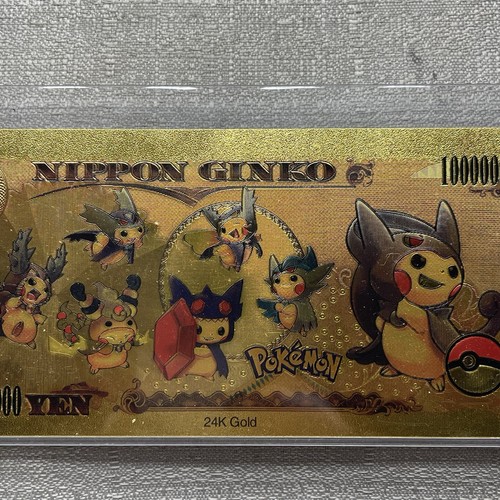 NIPPON GINKO
100000
POKéMON
000 YEN
24K Gold